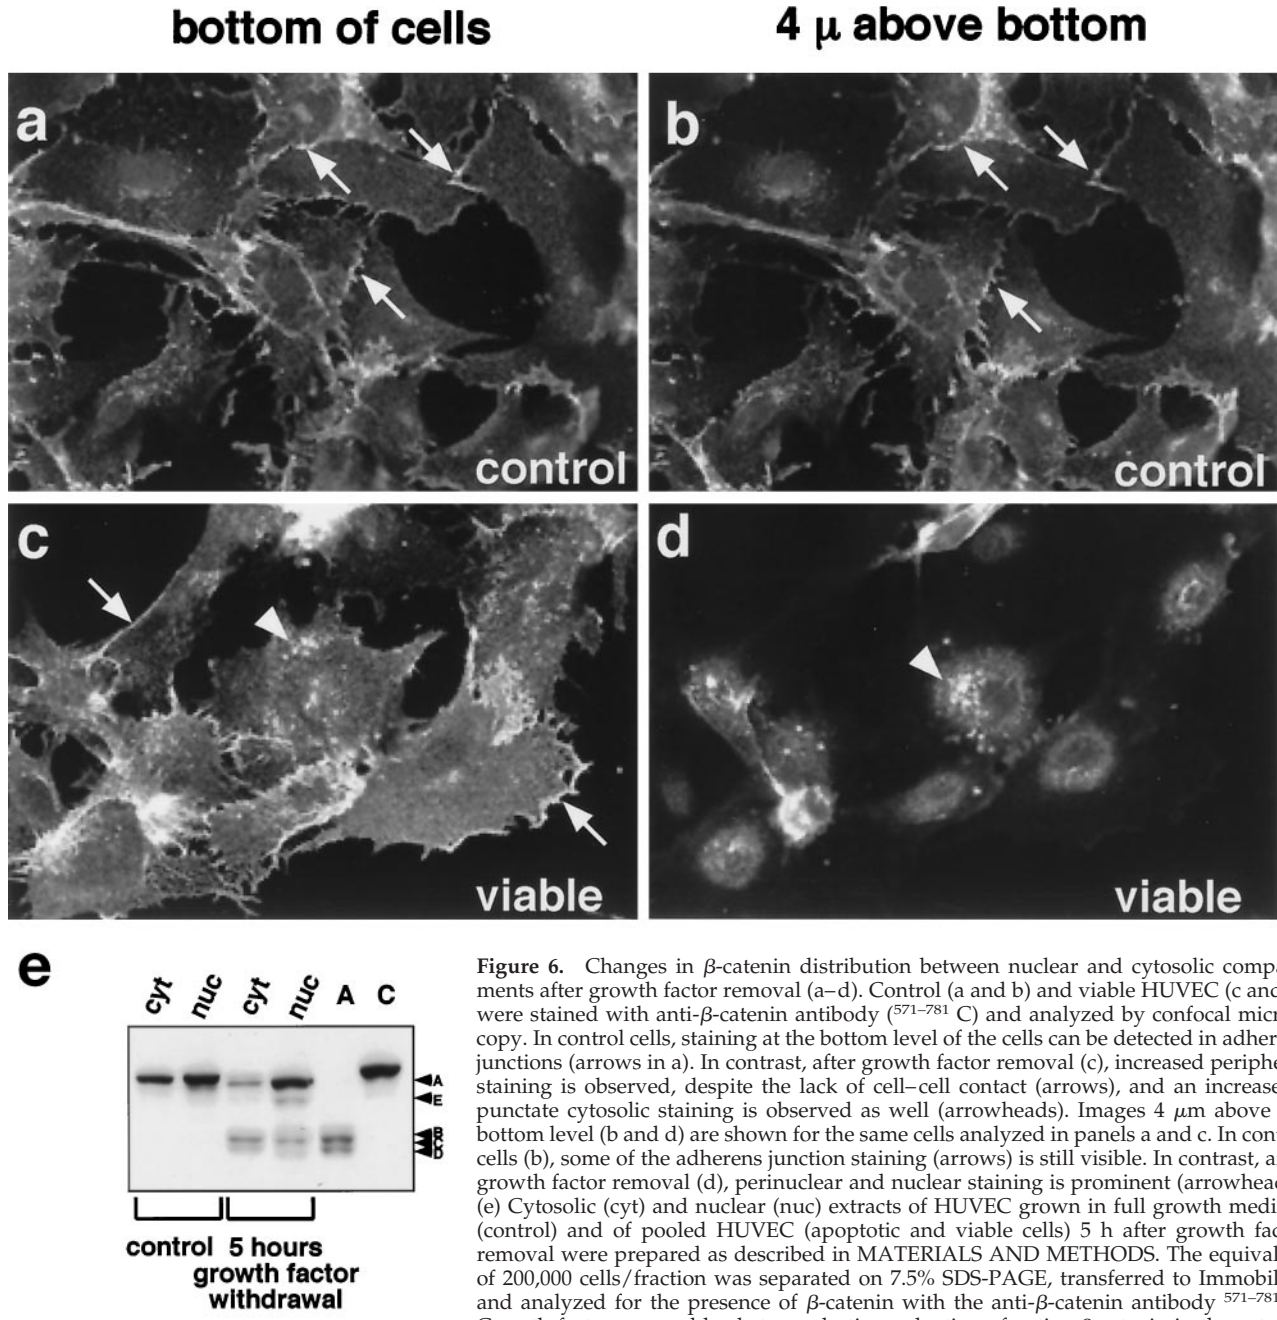 bottom of cells
4 μ above bottom
a
b
control
control
c
d
viable
viable
e
cyt nuc cyt nuc A C
A
E
B
C
D
control 5 hours
growth factor
withdrawal
Figure 6. Changes in β-catenin distribution between nuclear and cytosolic compa
ments after growth factor removal (a–d). Control (a and b) and viable HUVEC (c and
were stained with anti-β-catenin antibody (571–781 C) and analyzed by confocal micr
copy. In control cells, staining at the bottom level of the cells can be detected in adher
junctions (arrows in a). In contrast, after growth factor removal (c), increased periphe
staining is observed, despite the lack of cell–cell contact (arrows), and an increase
punctate cytosolic staining is observed as well (arrowheads). Images 4 μm above
bottom level (b and d) are shown for the same cells analyzed in panels a and c. In cont
cells (b), some of the adherens junction staining (arrows) is still visible. In contrast, a
growth factor removal (d), perinuclear and nuclear staining is prominent (arrowhead
(e) Cytosolic (cyt) and nuclear (nuc) extracts of HUVEC grown in full growth medi
(control) and of pooled HUVEC (apoptotic and viable cells) 5 h after growth fac
removal were prepared as described in MATERIALS AND METHODS. The equival
of 200,000 cells/fraction was separated on 7.5% SDS-PAGE, transferred to Immobil
and analyzed for the presence of β-catenin with the anti-β-catenin antibody 571–781